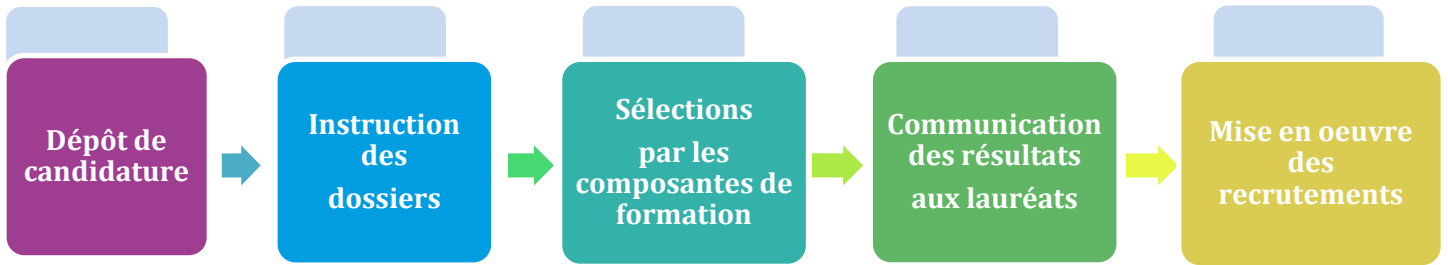 Dépôt de
candidature
Instruction
des
dossiers
Sélections
par les
composantes de
formation
Communication
des résultats
aux lauréats
Mise en oeuvre
des
recrutements